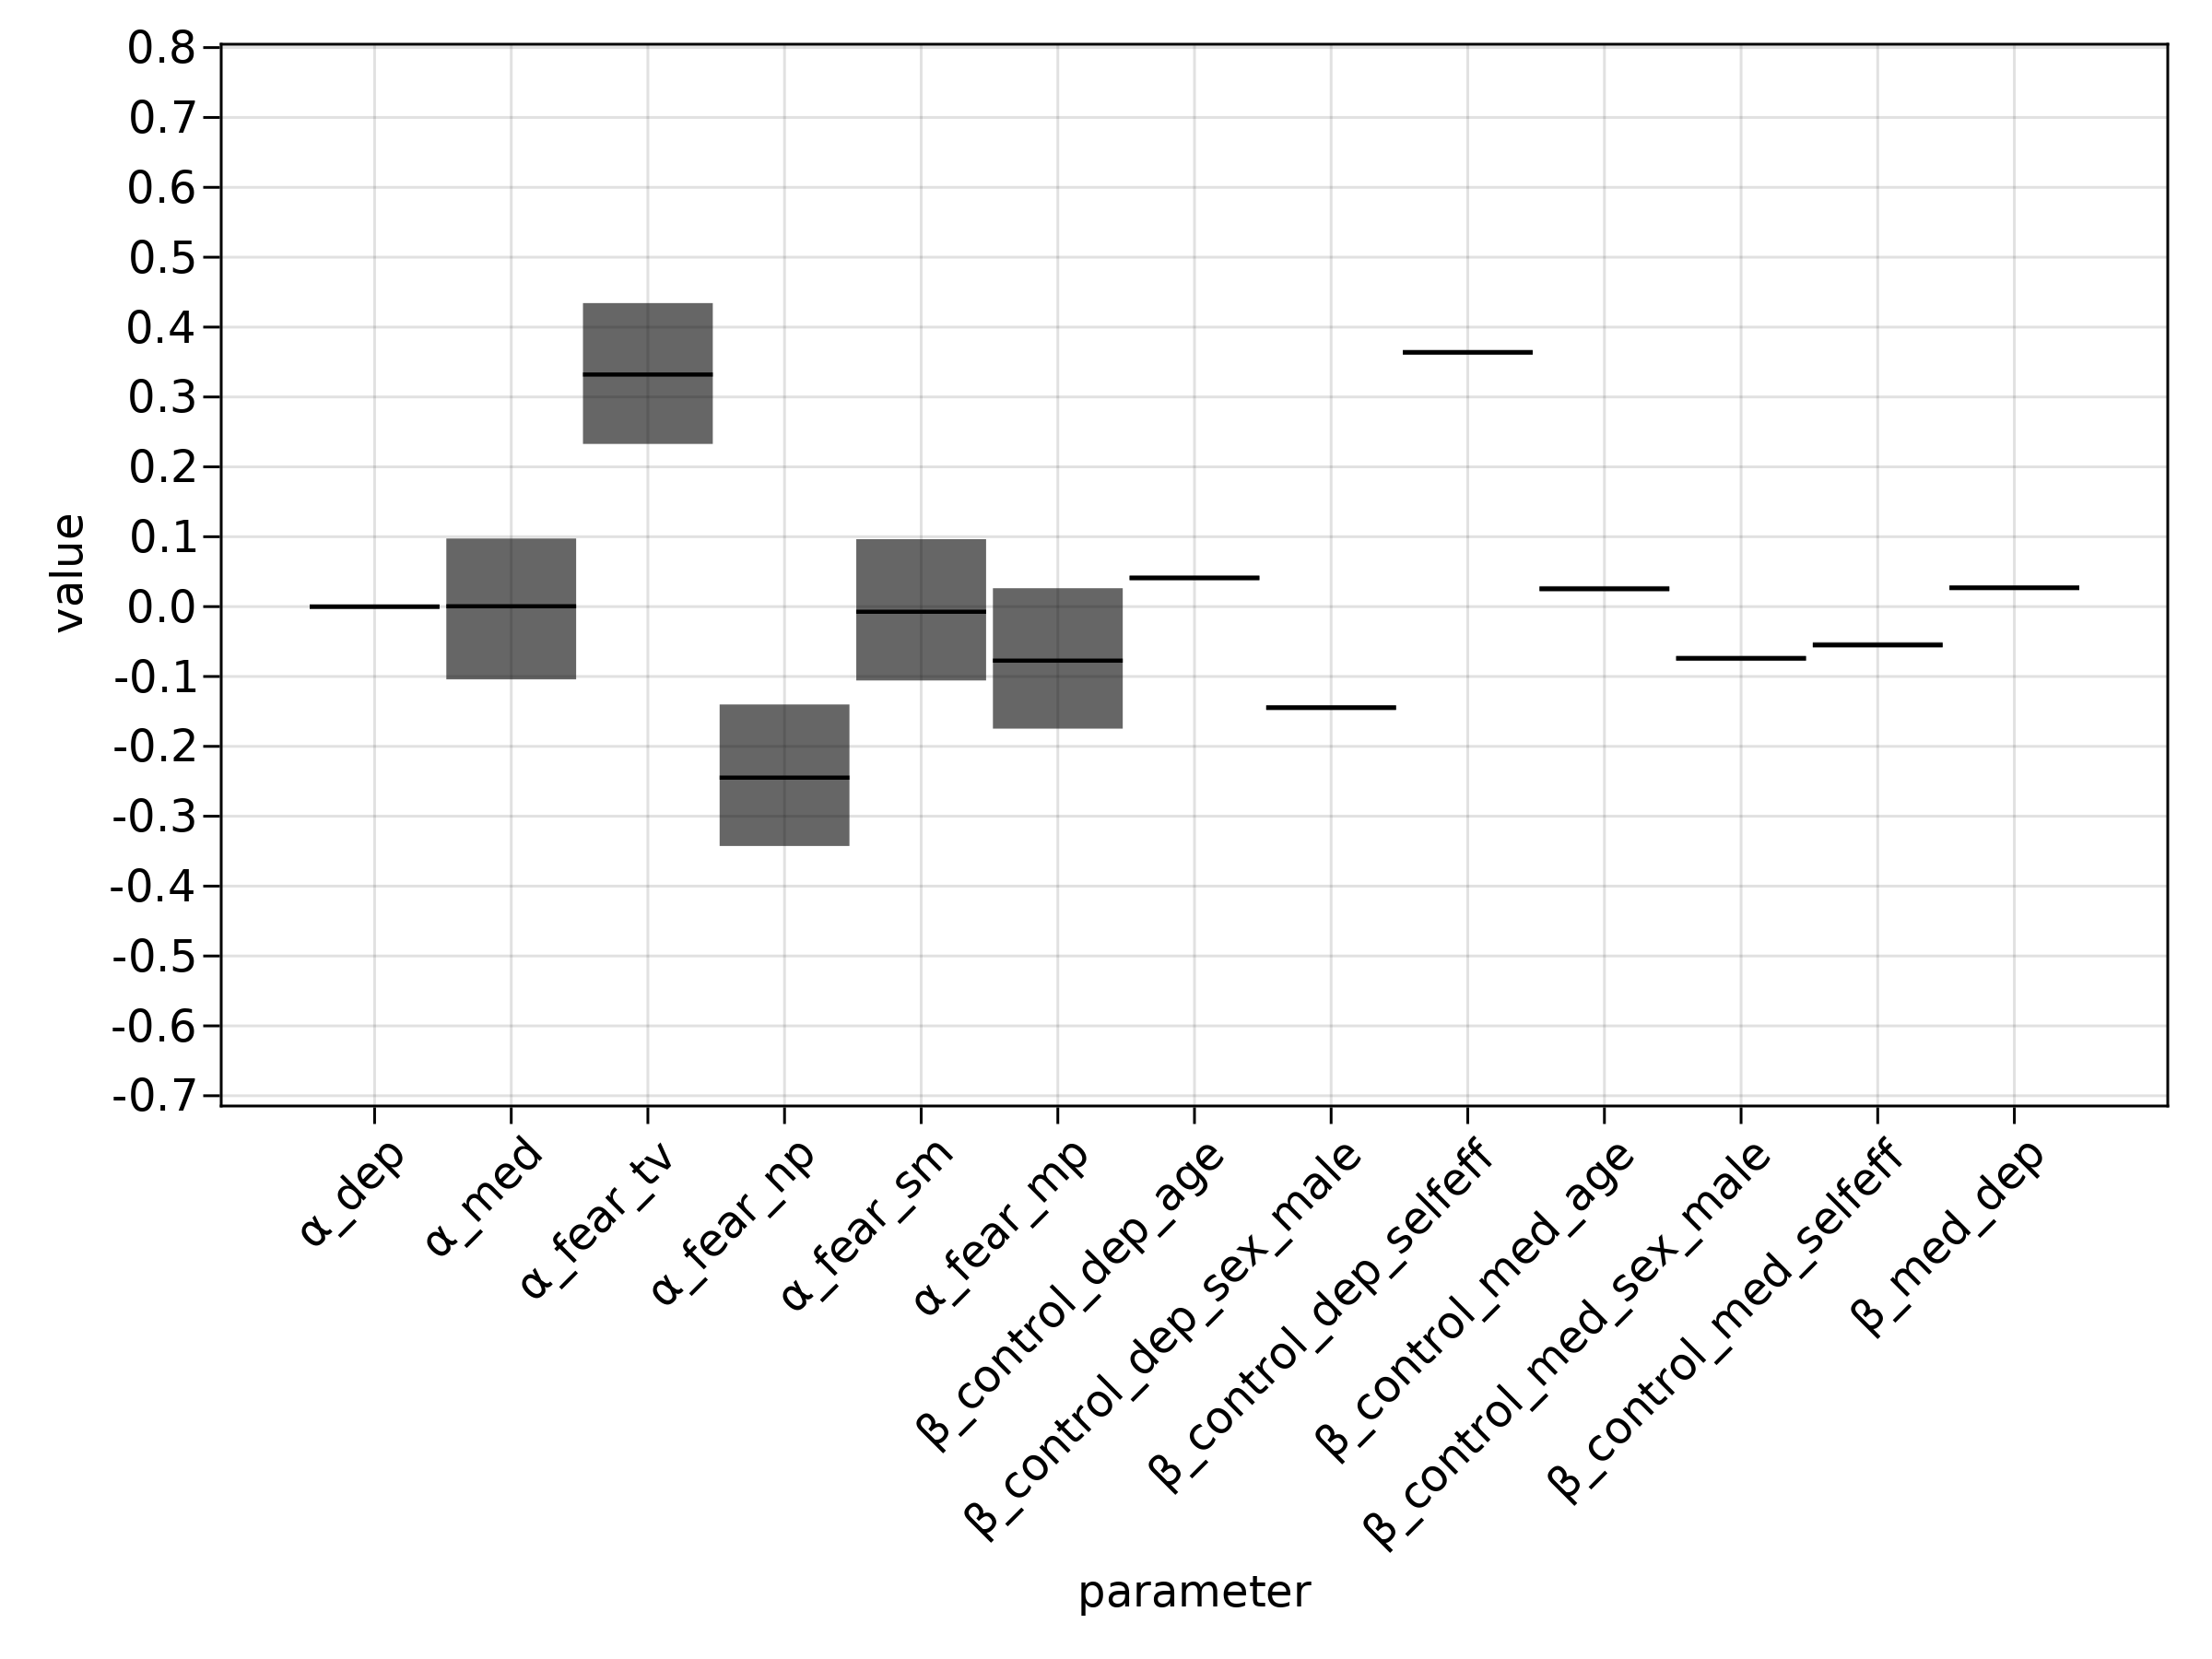 0.8
0.7
0.6
0.5
0.4
0.3
0.2
0.1
0.0
-0.1
-0.2
-0.3
-0.4
-0.5
-0.6
-0.7
value
α_dep
α_med
α_fear_tv
α_fear_np
α_fear_sm
α_fear_mp
β_control_dep_age
β_control_dep_sex_male
β_control_dep_selfeff
β_control_med_age
β_control_med_sex_male
β_control_med_selfeff
β_med_dep
parameter